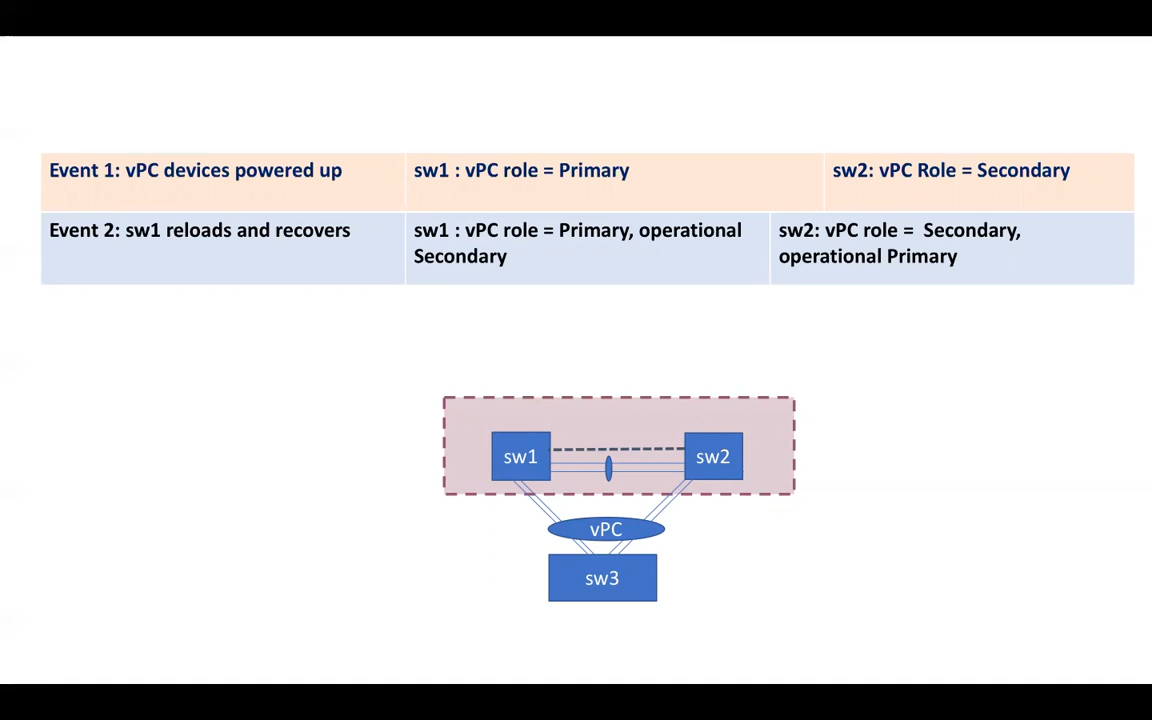 Event 1: vPC devices powered up
sw1 : vPC role = Primary
sw2: vPC Role = Secondary
Event 2: sw1 reloads and recovers
sw1 : vPC role = Primary, operational
Secondary
sw2: vPC role =  Secondary,
operational Primary
sw1
sw2
vPC
sw3